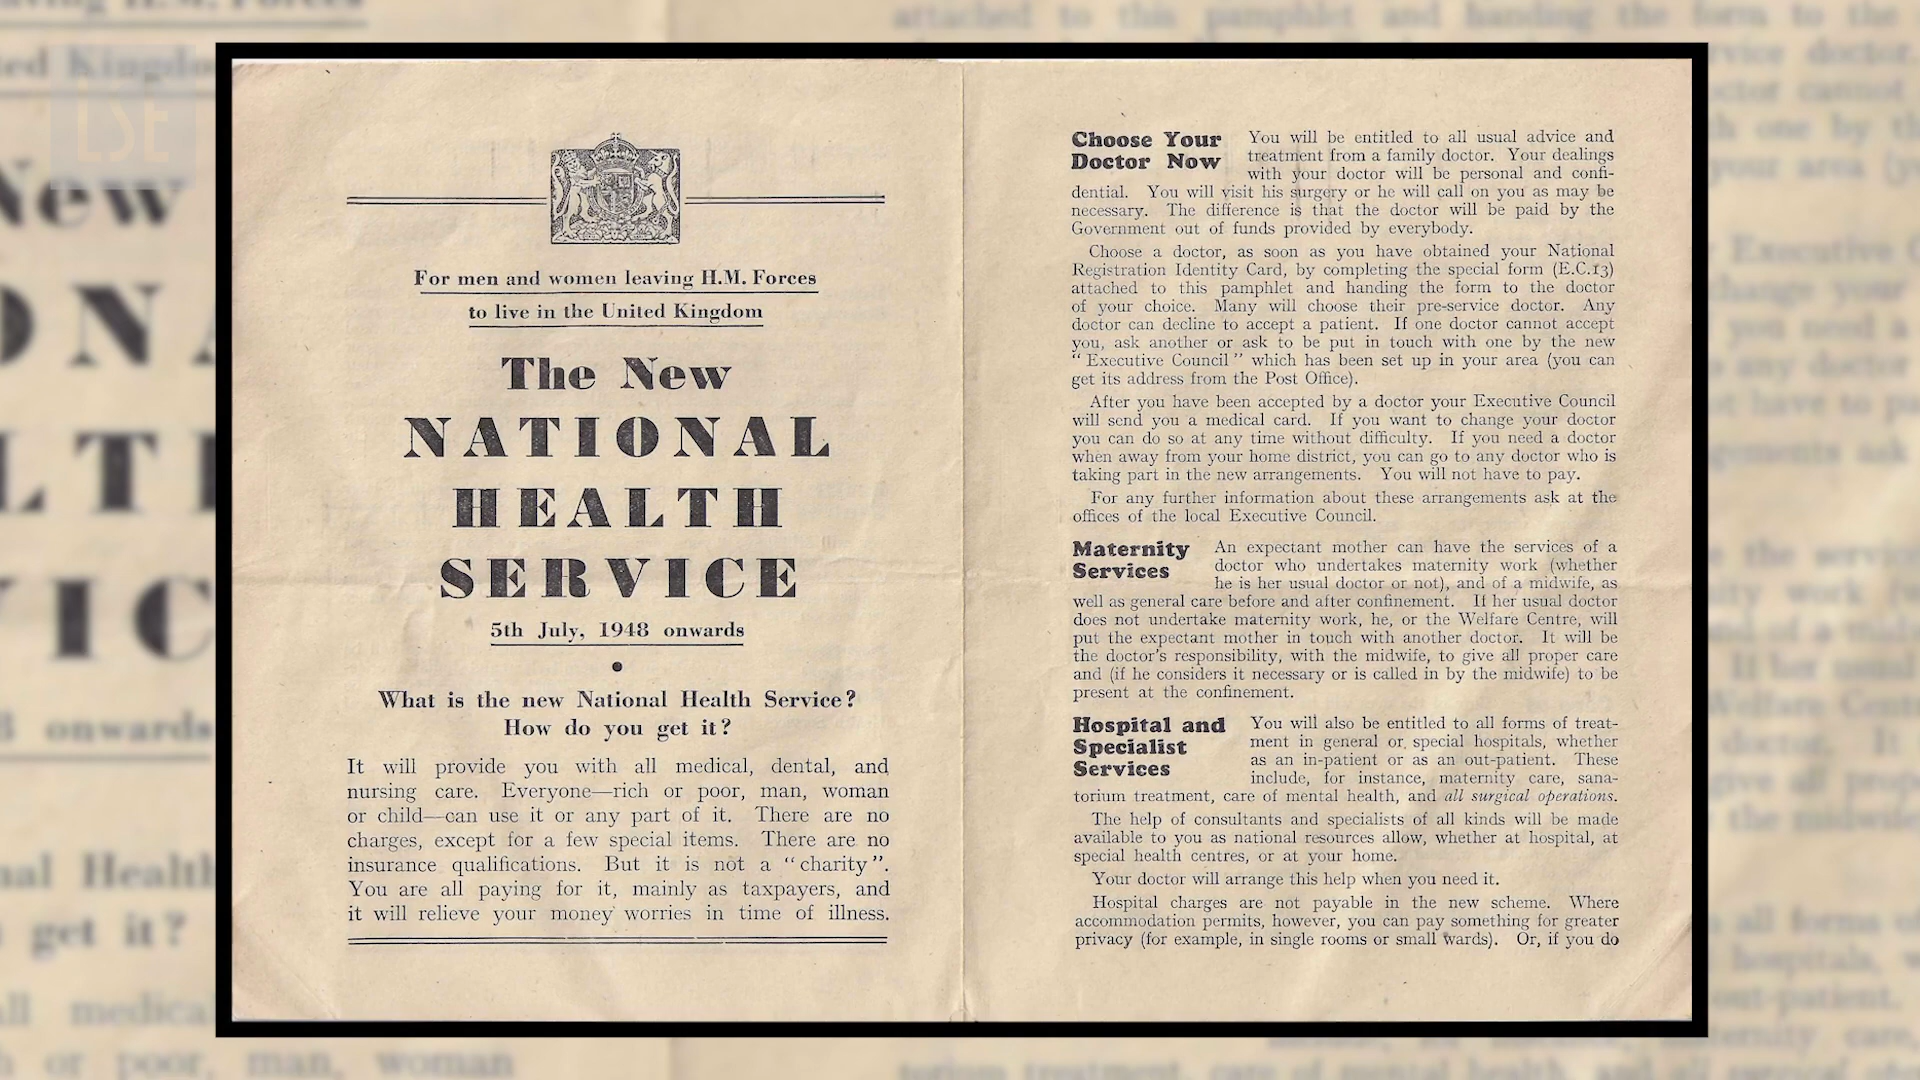 LSE
For men and women leaving H.M. Forces
to live in the United Kingdom
The New
NATIONAL
HEALTH
SERVICE
5th July, 1948 onwards
What is the new National Health Service?
How do you get it?
It will provide you with all medical, dental, and
nursing care. Everyone—rich or poor, man, woman
or child—can use it or any part of it. There are no
charges, except for a few special items. There are no
insurance qualifications. But it is not a “charity”.
You are all paying for it, mainly as taxpayers, and
it will relieve your money worries in time of illness.
Choose Your
Doctor Now
You will be entitled to all usual advice and
treatment from a family doctor. Your dealings
with your doctor will be personal and confi-
dential. You will visit his surgery or he will call on you as may be
necessary. The difference is that the doctor will be paid by the
Government out of funds provided by everybody.
Choose a doctor, as soon as you have obtained your National
Registration Identity Card, by completing the special form (E.C.13)
attached to this pamphlet and handing the form to the doctor
of your choice. Many will choose their pre-service doctor. Any
doctor can decline to accept a patient. If one doctor cannot accept
you, ask another or ask to be put in touch with one by the new
“Executive Council” which has been set up in your area (you can
get its address from the Post Office).
After you have been accepted by a doctor your Executive Council
will send you a medical card. If you want to change your doctor
you can do so at any time without difficulty. If you need a doctor
when away from your home district, you can go to any doctor who is
taking part in the new arrangements. You will not have to pay.
For any further information about these arrangements ask at the
offices of the local Executive Council.
Maternity
Services
An expectant mother can have the services of a
doctor who undertakes maternity work (whether
he is her usual doctor or not), and of a midwife, as
well as general care before and after confinement. If her usual doctor
does not undertake maternity work, he, or the Welfare Centre, will
put the expectant mother in touch with another doctor. It will be
the doctor's responsibility, with the midwife, to give all proper care
and (if he considers it necessary or is called in by the midwife) to be
present at the confinement.
Hospital and
Specialist
Services
You will also be entitled to all forms of treat-
ment in general or special hospitals, whether
as an in-patient or as an out-patient. These
include, for instance, maternity care, sana-
torium treatment, care of mental health, and all surgical operations.
The help of consultants and specialists of all kinds will be made
available to you as national resources allow, whether at hospital, at
special health centres, or at your home.
Your doctor will arrange this help when you need it.
Hospital charges are not payable in the new scheme. Where
accommodation permits, however, you can pay something for greater
privacy (for example, in single rooms or small wards). Or, if you do